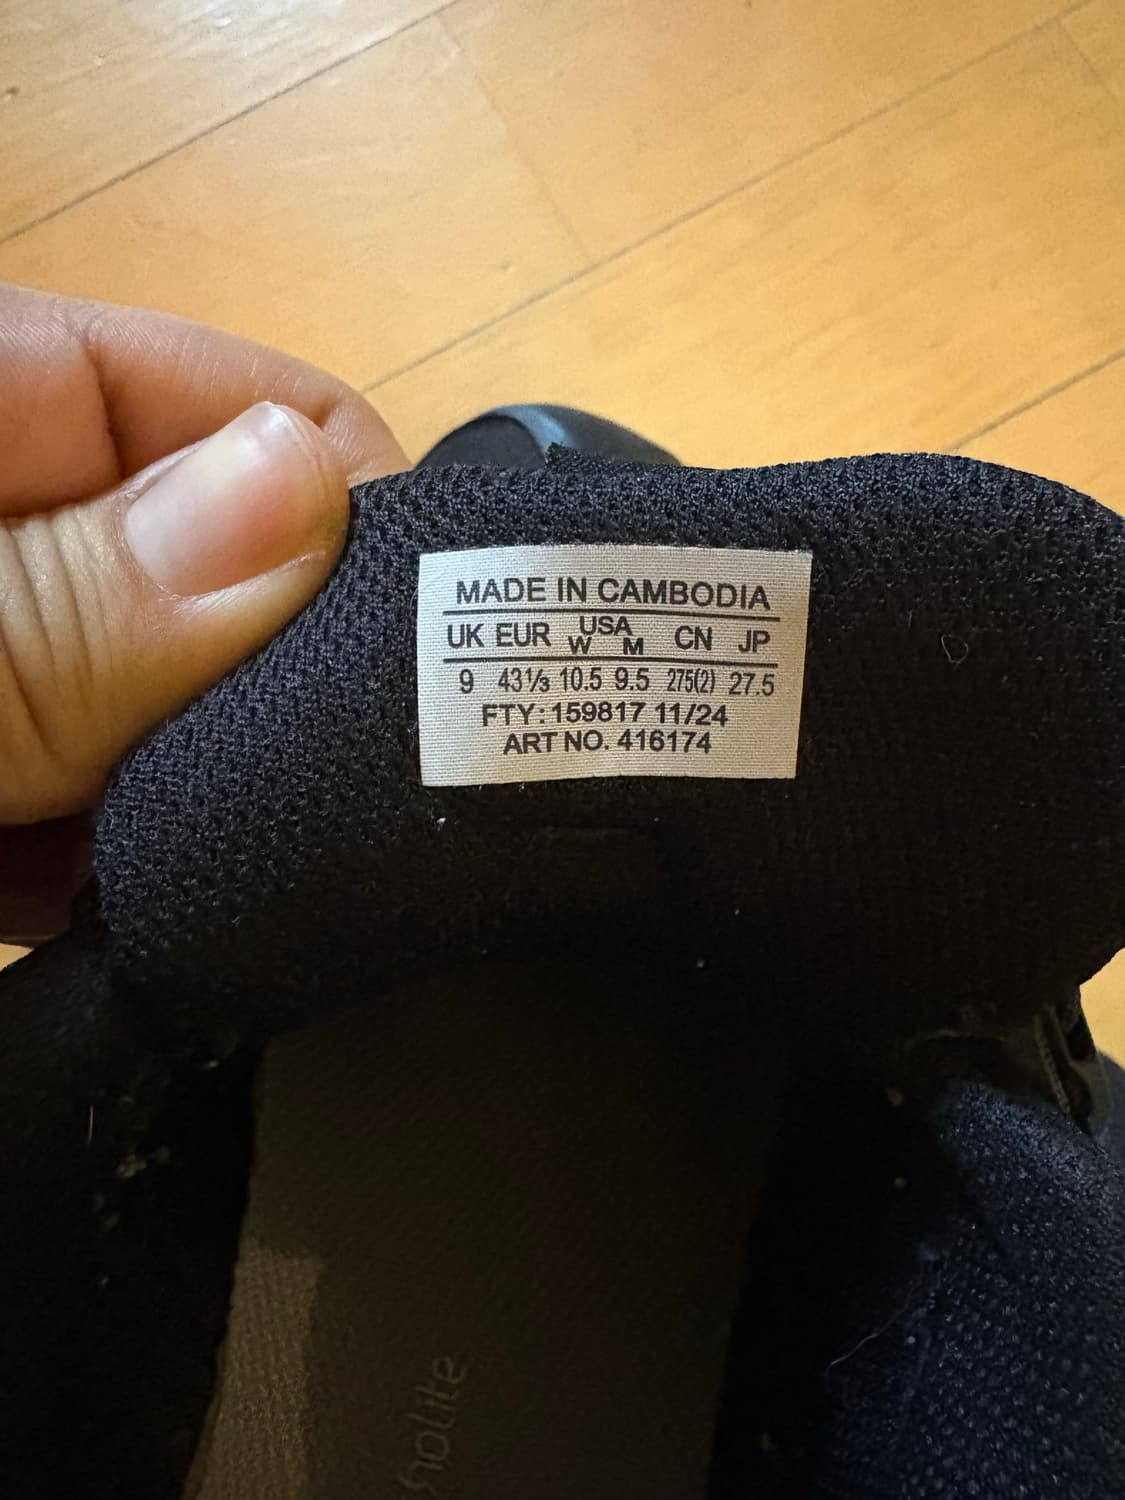 MADE IN CAMBODIA
UK EUR USA W M CN JP
9 43⅓ 10.5 9.5 275(2) 27.5
FTY: 159817 11/24
ART NO. 416174
holite